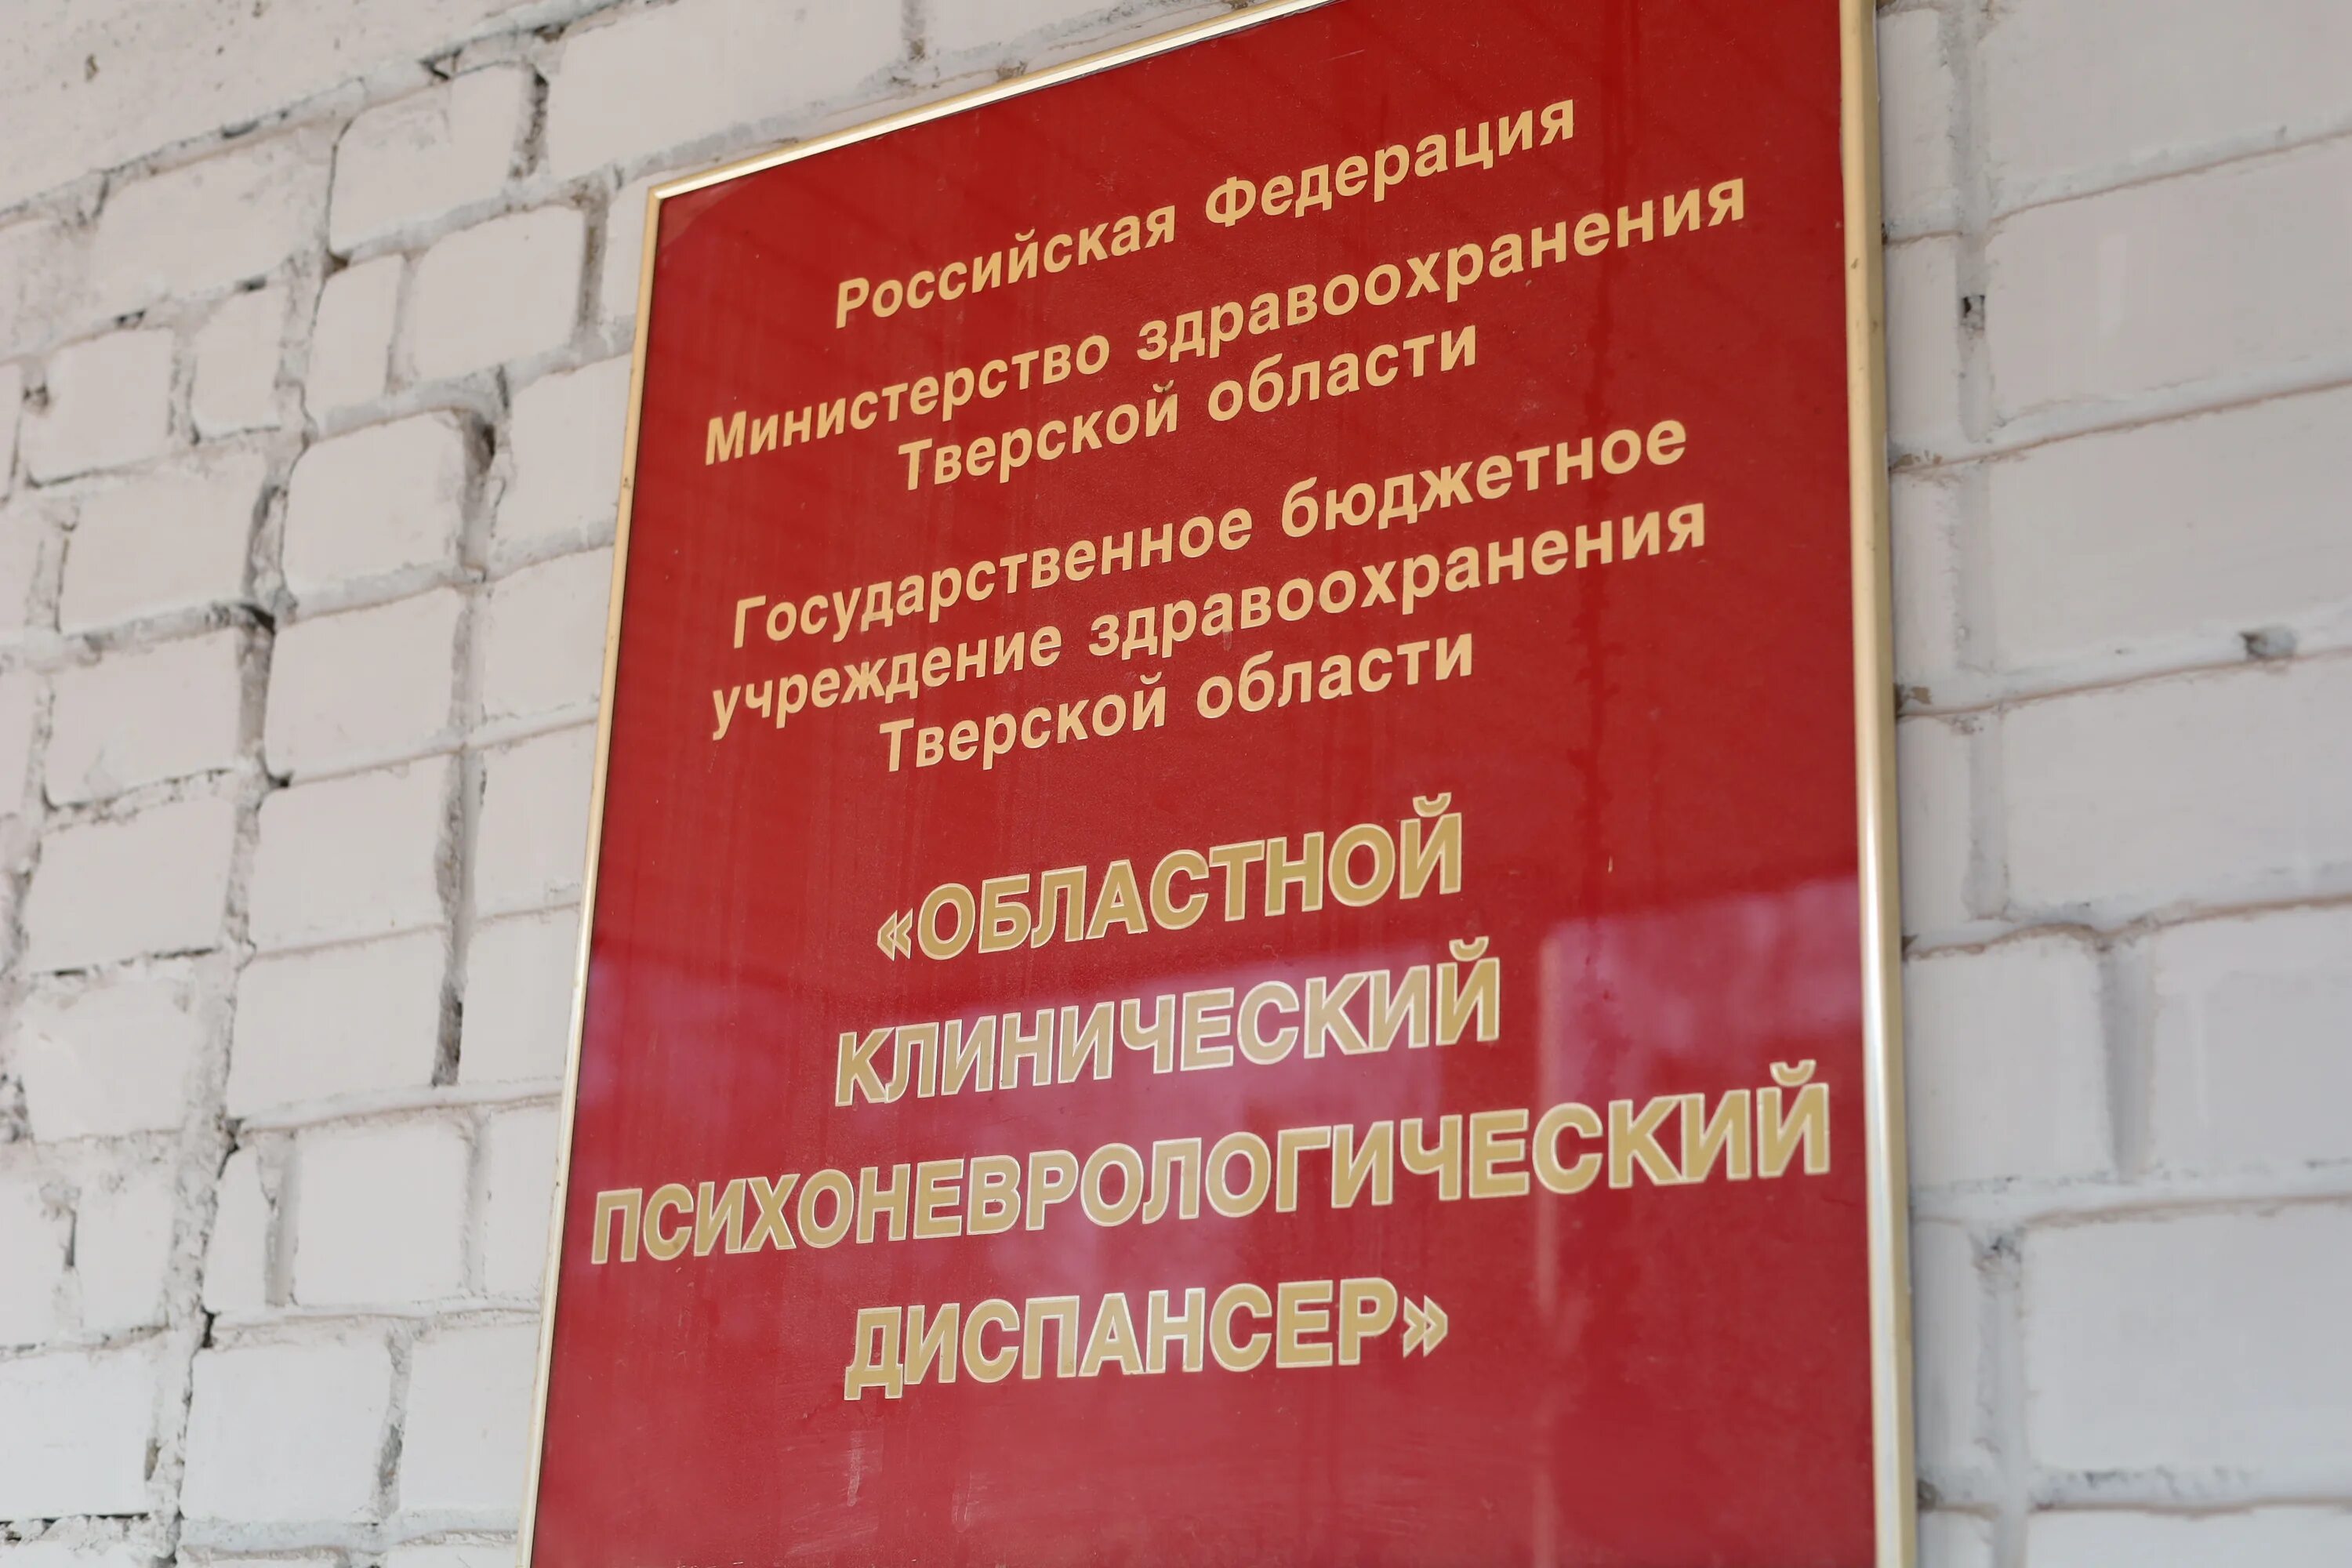 Российская Федерация
Министерство здравоохранения
Тверской области
Государственное бюджетное
учреждение здравоохранения
Тверской области
«ОБЛАСТНОЙ
КЛИНИЧЕСКИЙ
ПСИХОНЕВРОЛОГИЧЕСКИЙ
ДИСПАНСЕР»